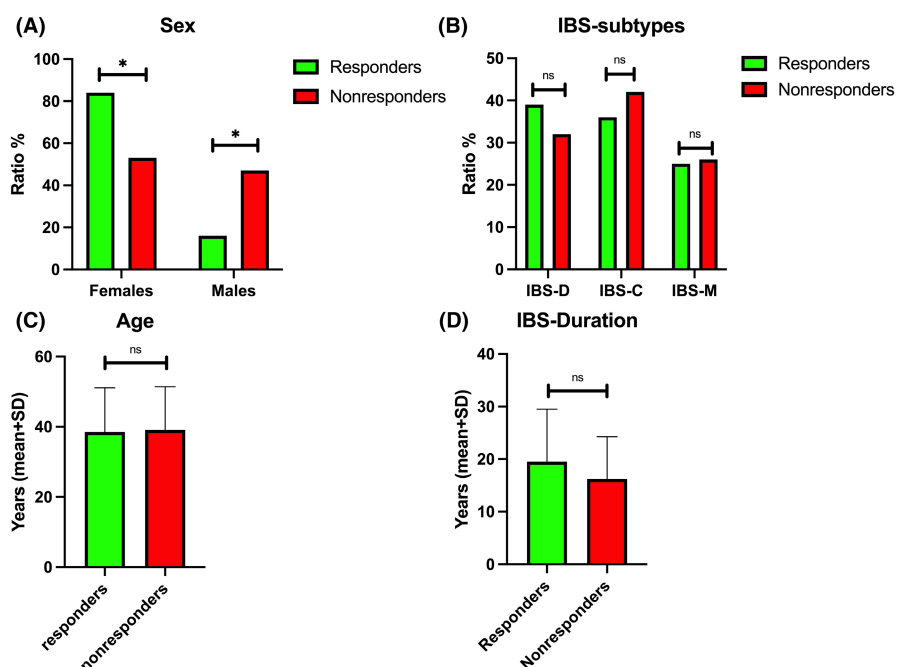 (A)
Sex
Ratio %
100
80
60
40
20
0
*
*
Females
Males
Responders
Nonresponders
(B)
IBS-subtypes
Ratio %
50
40
30
20
10
0
ns
ns
ns
IBS-D
IBS-C
IBS-M
Responders
Nonresponders
(C)
Age
Years (mean+SD)
60
40
20
0
ns
responders
nonresponders
(D)
IBS-Duration
Years (mean+SD)
40
30
20
10
0
ns
Responders
Nonresponders